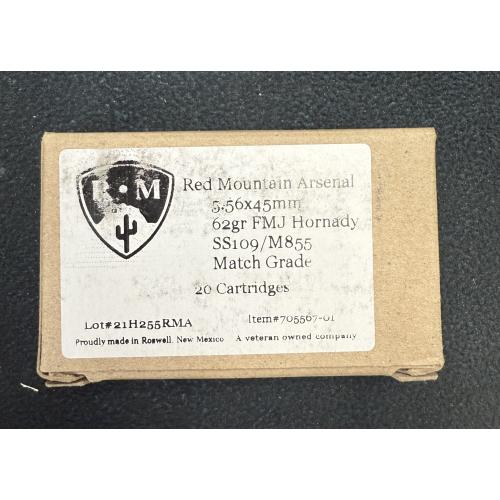 R • M
Red Mountain Arsenal
5.56x45mm
62gr FMJ Hornady
SS109/M855
Match Grade
20 Cartridges
Lot#21H255RMA Item#705567-01
Proudly made in Roswell, New Mexico A veteran owned company